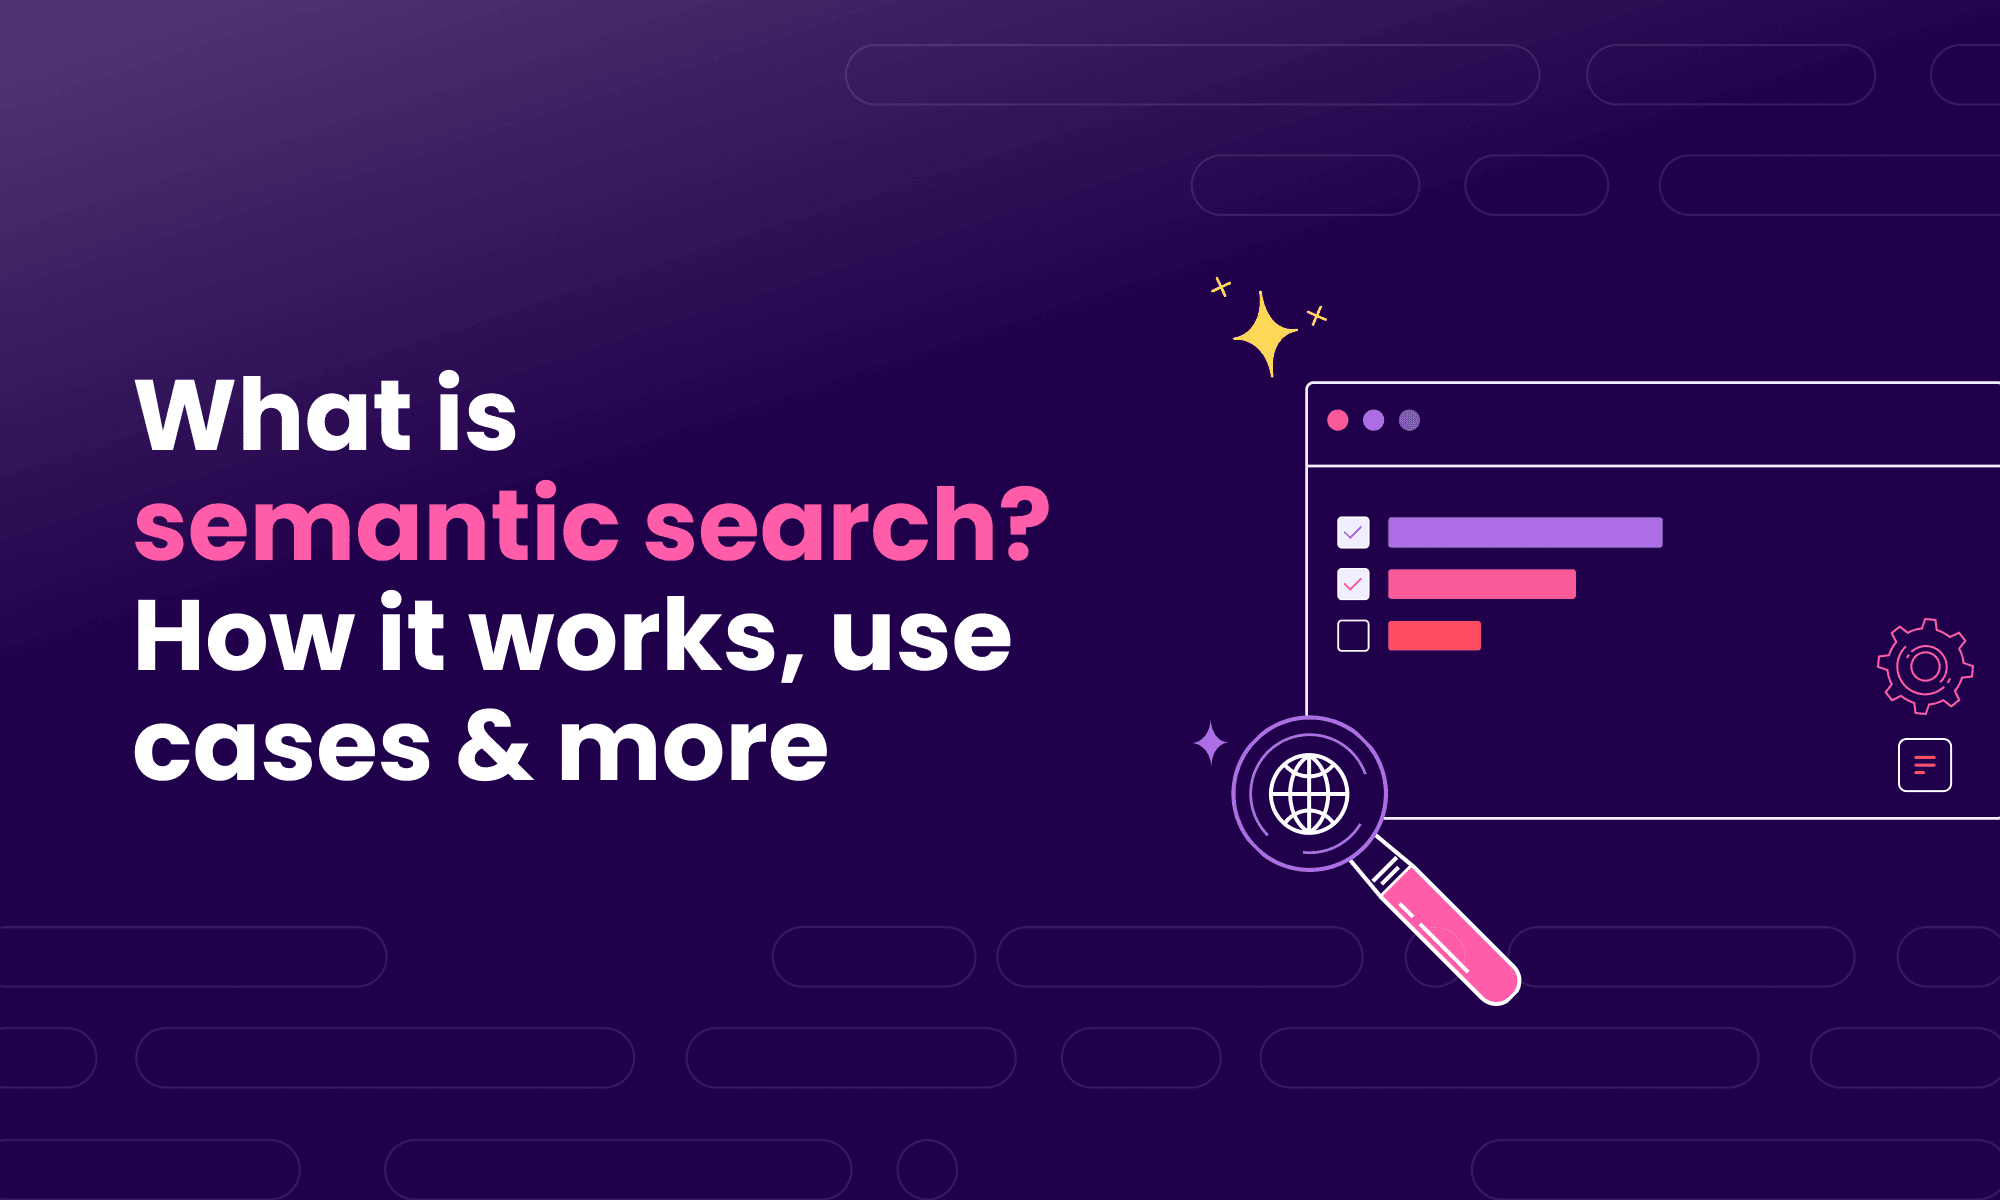 What is
semantic search?
How it works, use
cases & more